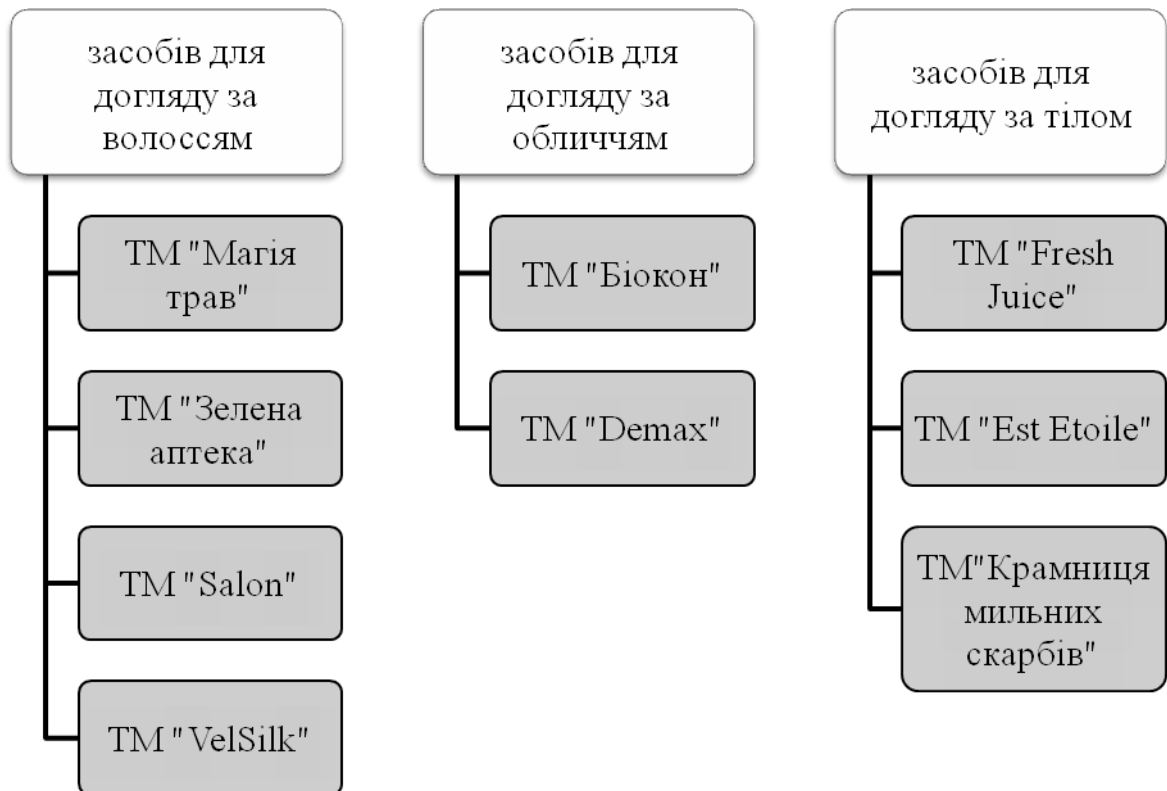 засобів для
догляду за
волоссям
ТМ "Магія
трав"
ТМ "Зелена
аптека"
ТМ "Salon"
ТМ "VelSilk"
засобів для
догляду за
обличчям
ТМ "Біокон"
ТМ "Demax"
засобів для
догляду за тілом
ТМ "Fresh
Juice"
ТМ "Est Etoile"
ТМ"Крамниця
мильних
скарбів"